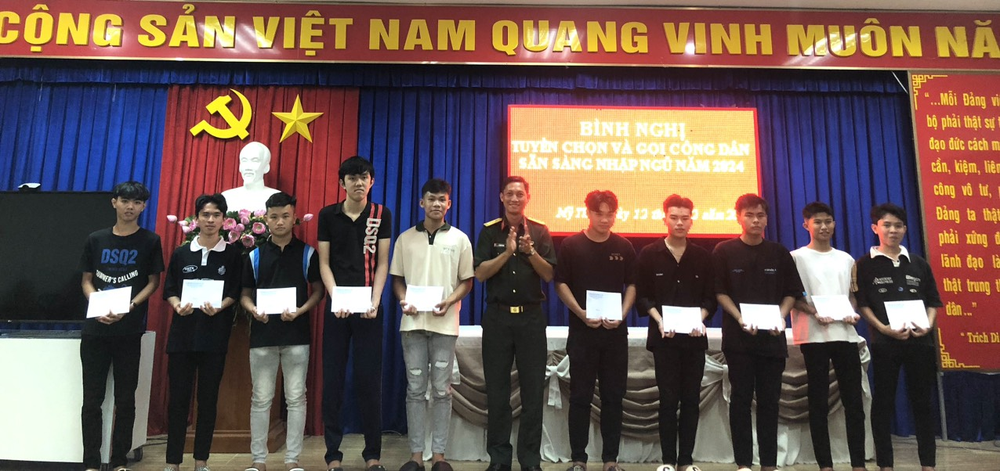 CỘNG SẢN VIỆT NAM QUANG VINH MUÔN NĂ
BÌNH NGHỊ
TUYỂN CHỌN VÀ GỌI CÔNG DÂN
SẴN SÀNG NHẬP NGŨ NĂM 2024
"...Mỗi Đảng vi
bộ phải thật sự t
đạo đức cách m
cần, kiệm, liê
công vô tư,
Đảng ta thật
phải xứng đ
lãnh đạo là
thật trung t
dân..."
" Trích Di
DSQ2
DSQ2